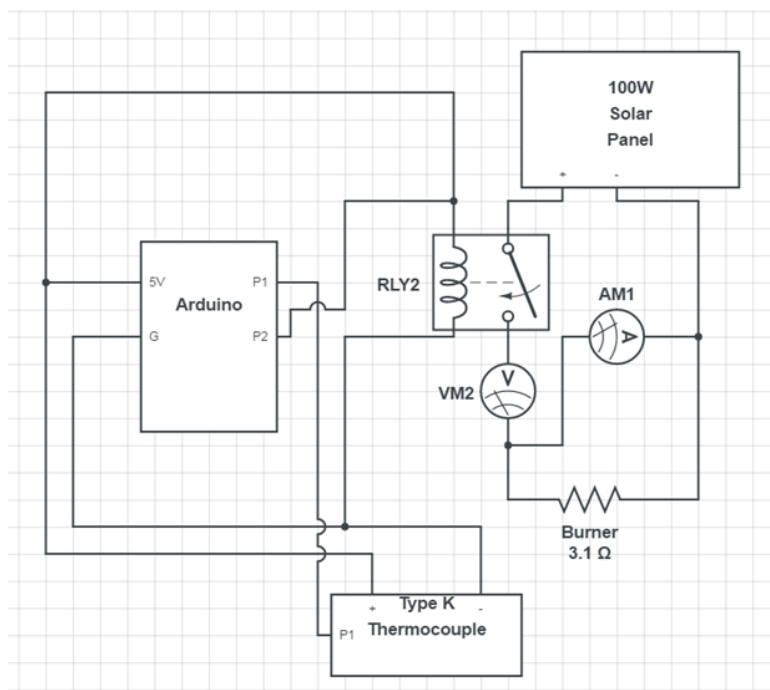 100W
Solar
Panel
+ -
5V
P1
Arduino
G
P2
RLY2
AM1
A
V
VM2
Burner
3.1 Ω
Type K
+ -
Thermocouple
P1